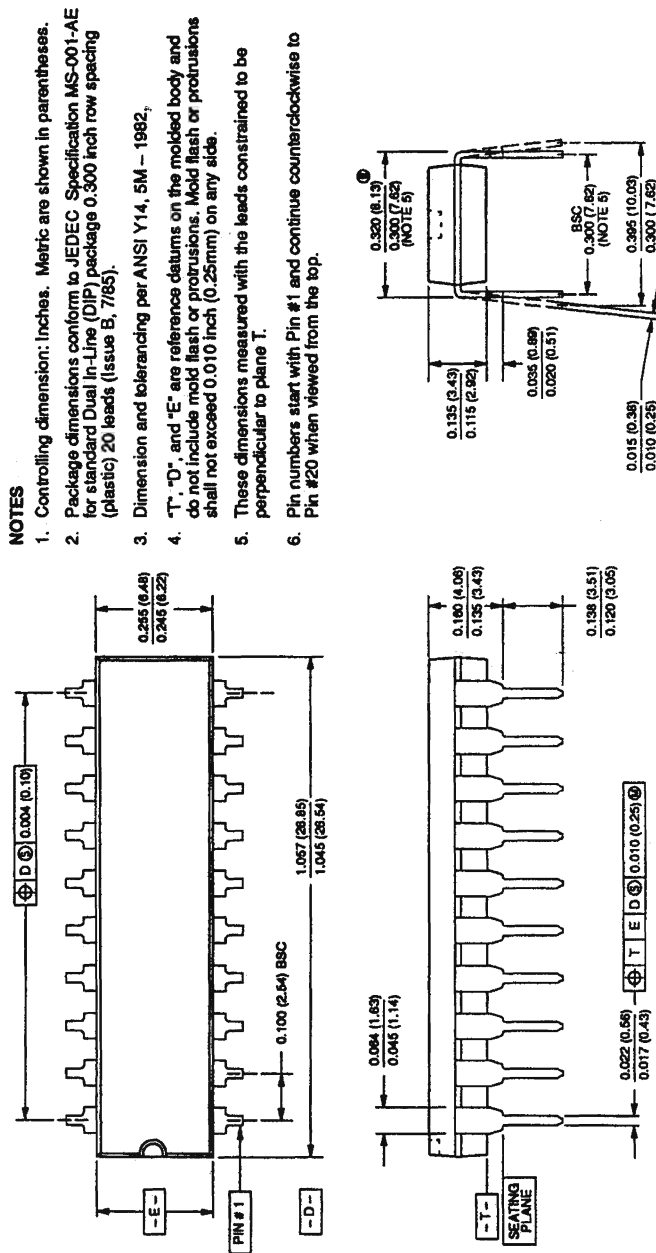 NOTES
1. Controlling dimension: Inches. Metric are shown in parentheses.
2. Package dimensions conform to JEDEC Specification MS-001-AE
for standard Dual In-Line (DIP) package 0.300 inch row spacing
(plastic) 20 leads (Issue B, 7/85).
3. Dimension and tolerancing per ANSI Y14, 5M – 1982,
4. "T", "D", and "E" are reference datums on the molded body and
do not include mold flash or protrusions. Mold flash or protrusions
shall not exceed 0.010 inch (0.25mm) on any side.
5. These dimensions measured with the leads constrained to be
perpendicular to plane T.
6. Pin numbers start with Pin #1 and continue counterclockwise to
Pin #20 when viewed from the top.
D Ⓢ 0.004 (0.10)
0.255 (6.48)
0.245 (6.22)
- E -
PIN # 1
0.100 (2.54) BSC
- D -
1.057 (26.85)
1.045 (26.54)
0.064 (1.63)
0.045 (1.14)
0.160 (4.06)
0.135 (3.43)
0.138 (3.51)
0.120 (3.05)
- T -
SEATING
PLANE
0.022 (0.56)
0.017 (0.43)
T E D Ⓢ 0.010 (0.25) Ⓜ
0.320 (8.13)
0.300 (7.62)
(NOTE 5)
0.135 (3.43)
0.115 (2.92)
0.035 (0.89)
0.020 (0.51)
BSC
0.300 (7.62)
(NOTE 5)
0.395 (10.03)
0.300 (7.62)
0.015 (0.38)
0.010 (0.25)